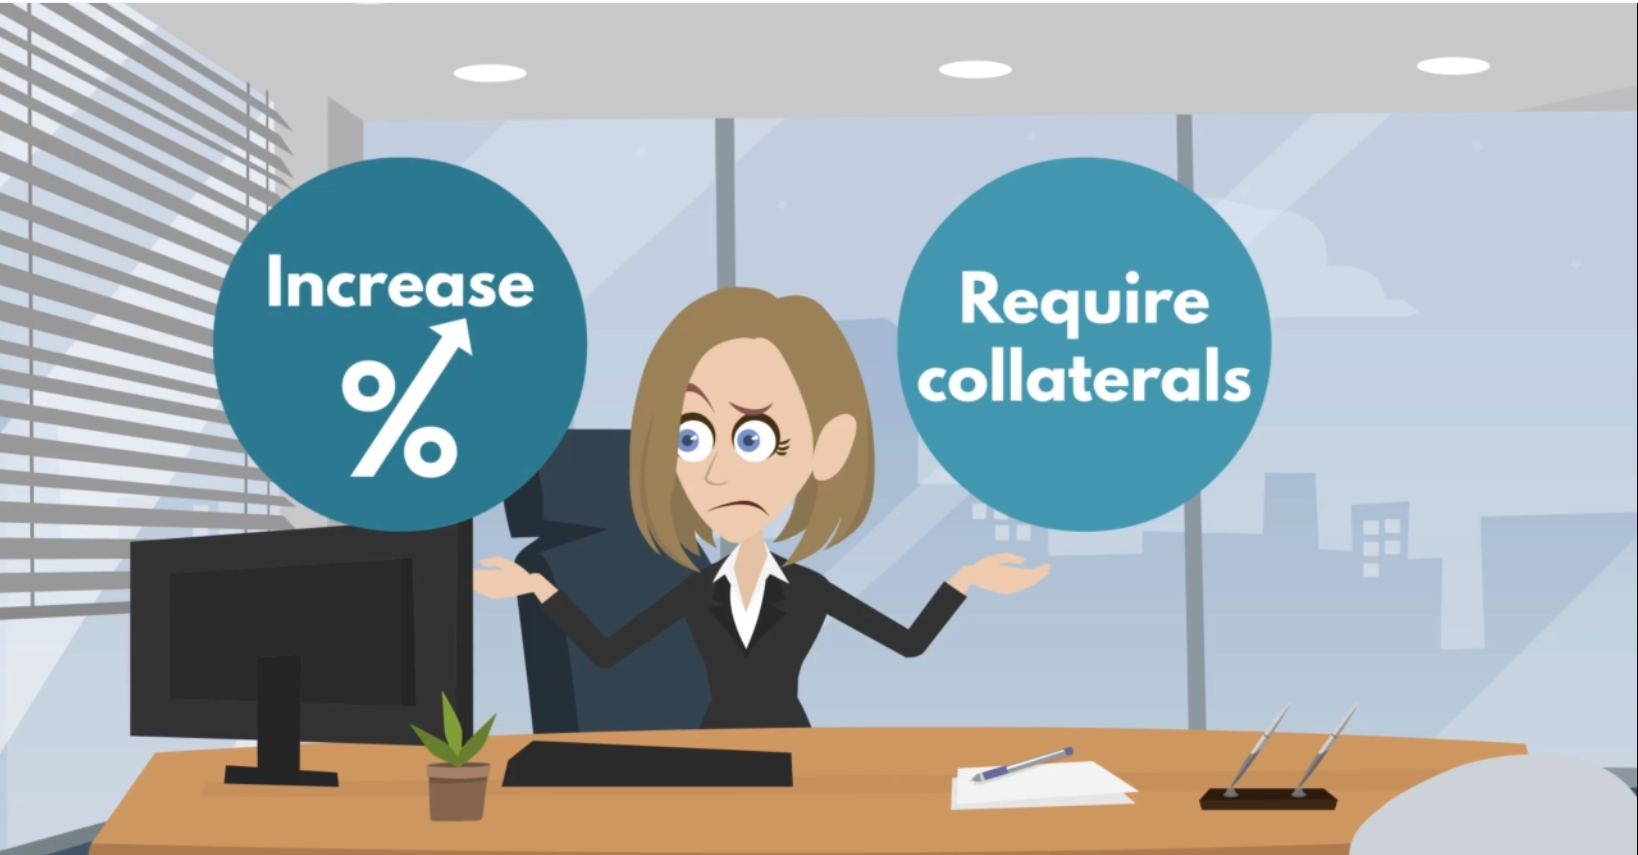 Increase
%
Require
collaterals